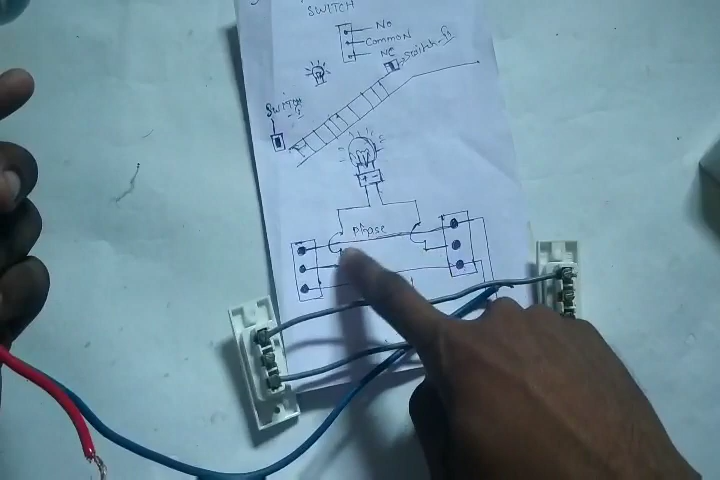 SWITCH
No
Common
NC
Switch-
SWITCH
Phase